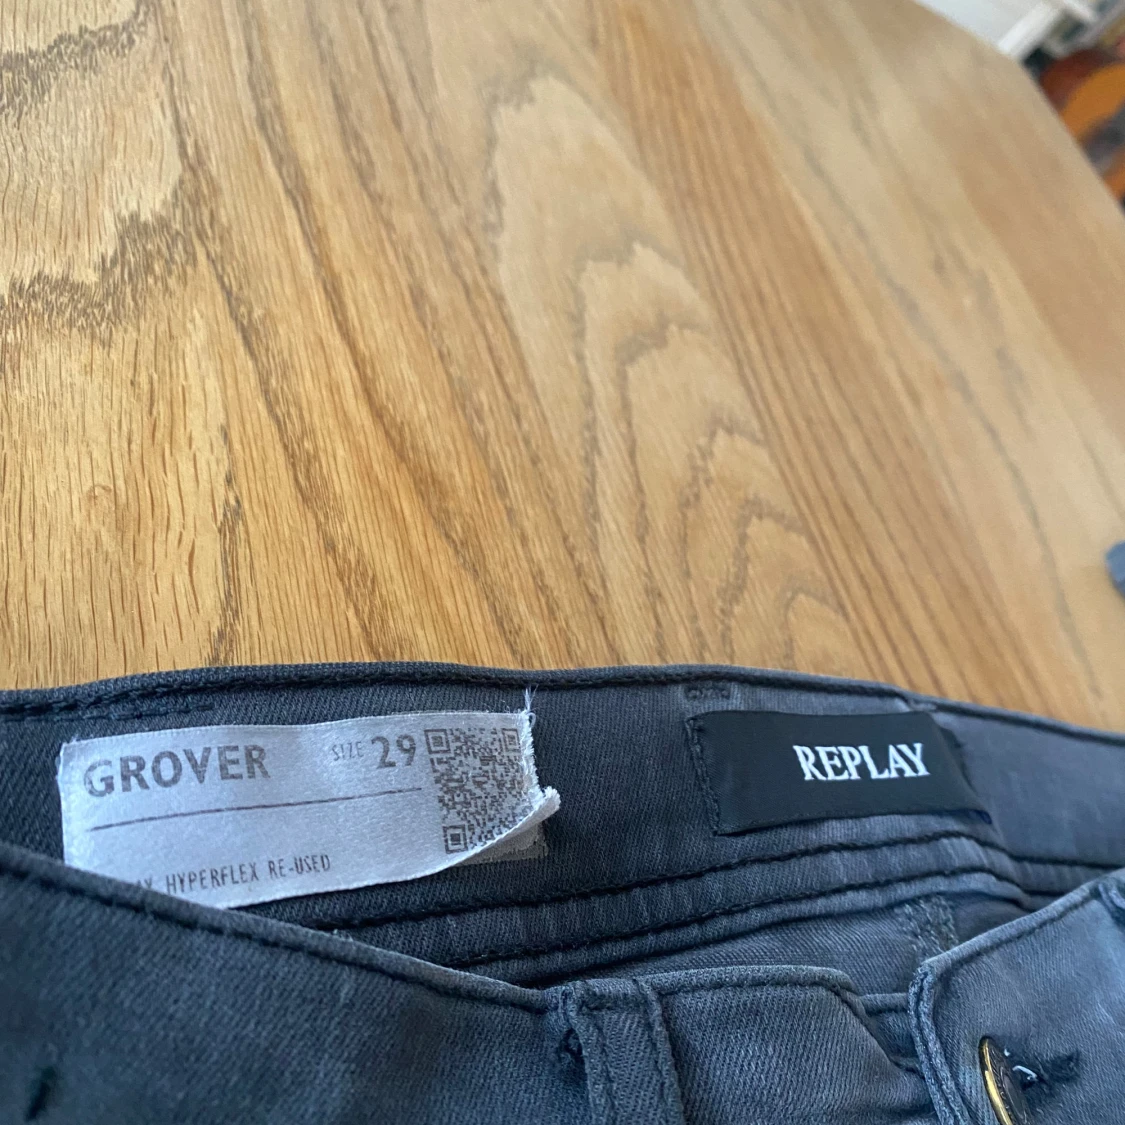 GROVER SIZE 29
HYPERFLEX RE-USED
REPLAY